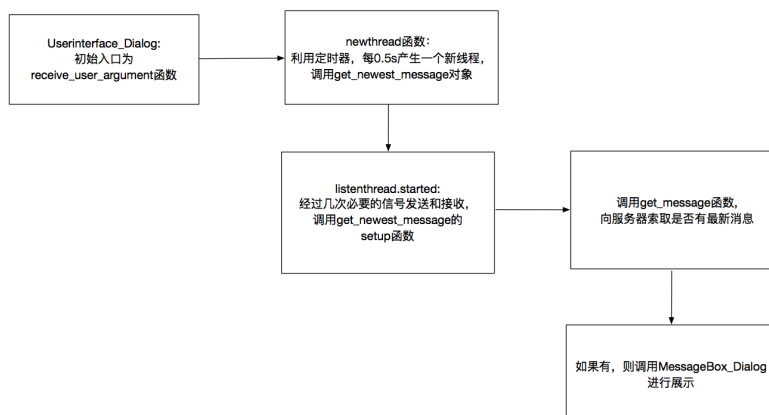 Userinterface_Dialog:
初始入口为
receive_user_argument函数
newthread函数：
利用定时器，每0.5s产生一个新线程，
调用get_newest_message对象
listenthread.started:
经过几次必要的信号发送和接收，
调用get_newest_message的
setup函数
调用get_message函数，
向服务器索取是否有最新消息
如果有，则调用MessageBox_Dialog
进行展示